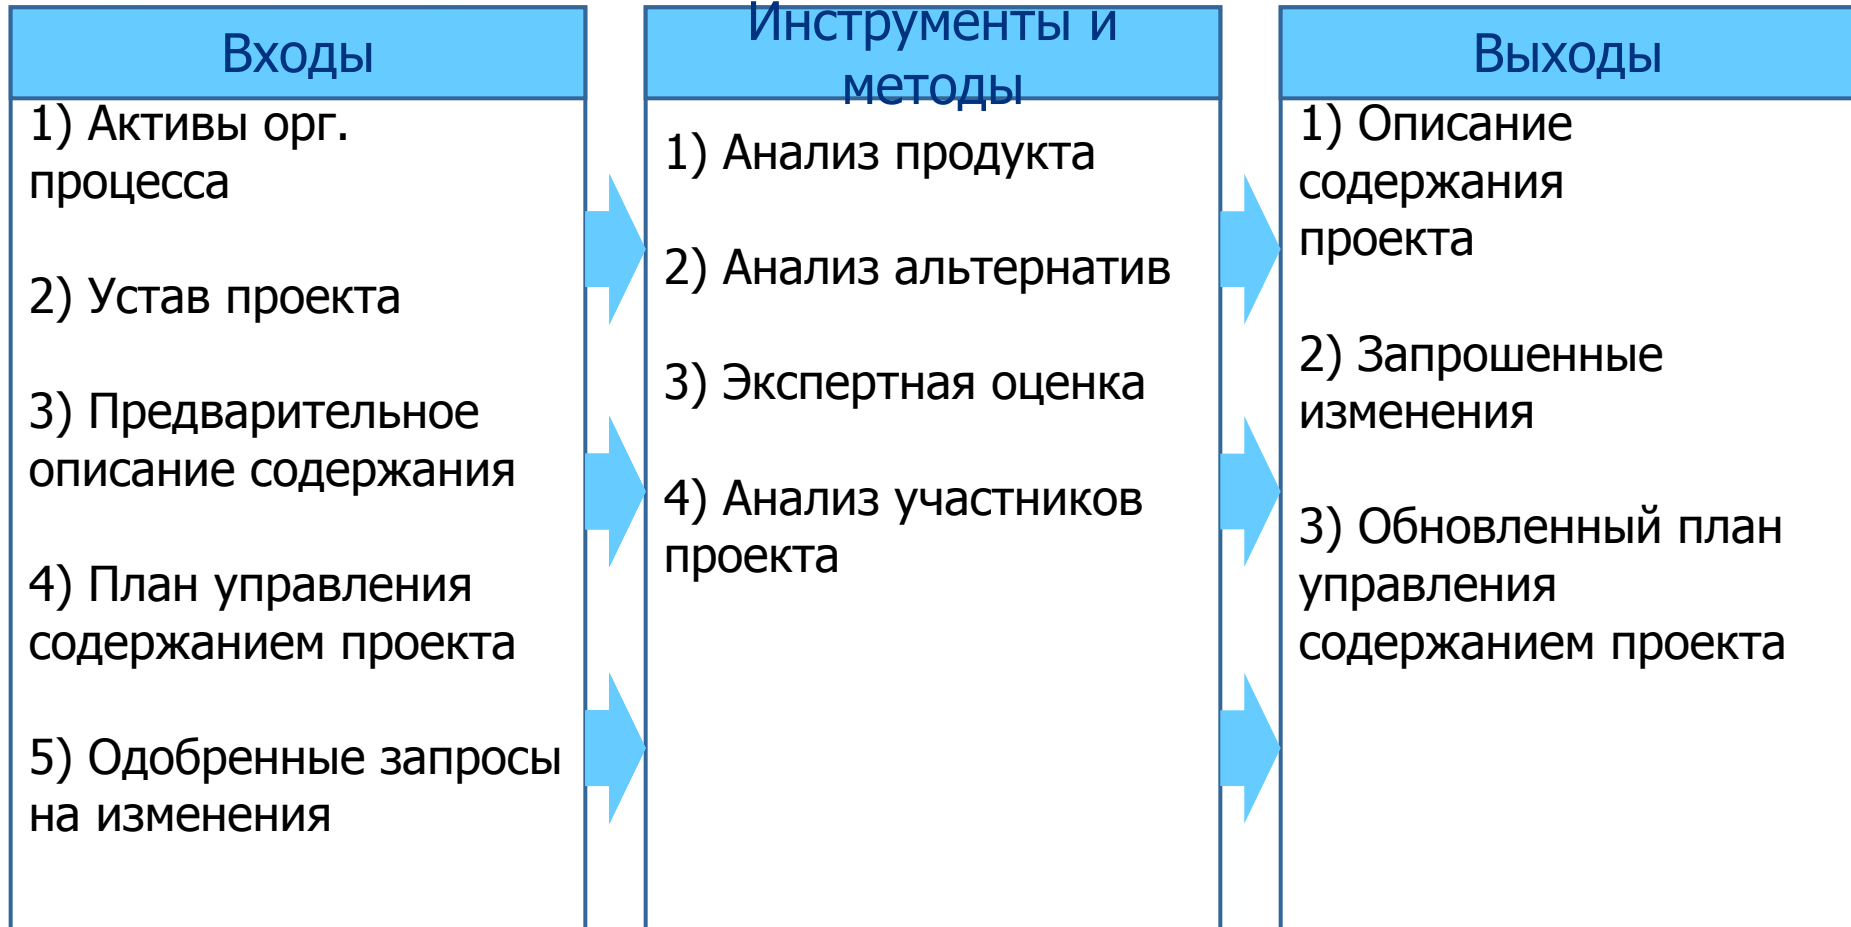 Входы
1) Активы орг.
процесса
2) Устав проекта
3) Предварительное
описание содержания
4) План управления
содержанием проекта
5) Одобренные запросы
на изменения
Инструменты и
методы
1) Анализ продукта
2) Анализ альтернатив
3) Экспертная оценка
4) Анализ участников
проекта
Выходы
1) Описание
содержания
проекта
2) Запрошенные
изменения
3) Обновленный план
управления
содержанием проекта